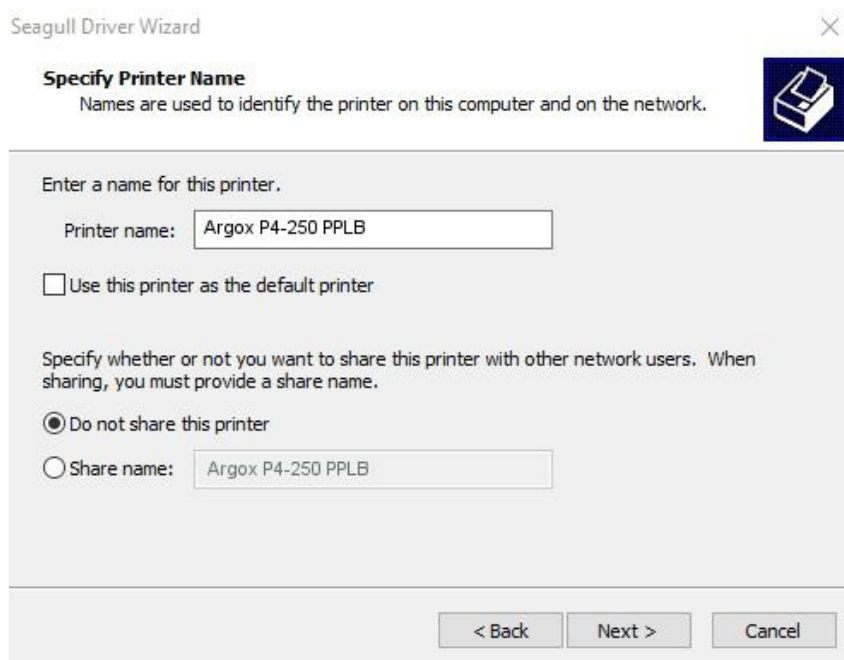 Seagull Driver Wizard
Specify Printer Name
Names are used to identify the printer on this computer and on the network.
Enter a name for this printer.
Printer name: Argox P4-250 PPLB
Use this printer as the default printer
Specify whether or not you want to share this printer with other network users.  When
sharing, you must provide a share name.
Do not share this printer
Share name: Argox P4-250 PPLB
< Back Next > Cancel